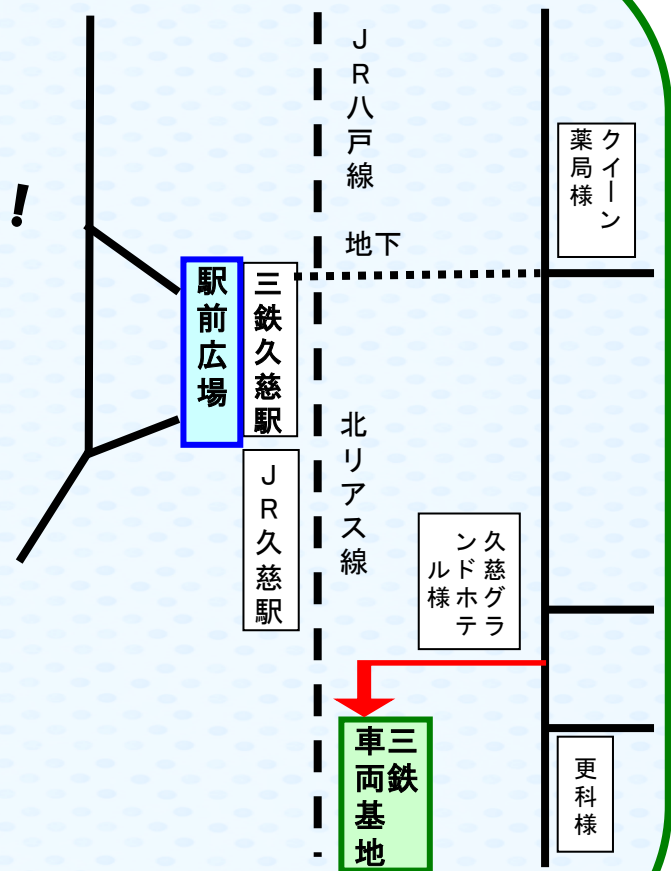 ！
ＪＲ八戸線
地下
クイーン
薬局様
駅前広場
三鉄久慈駅
ＪＲ久慈駅
北リアス線
久慈グラ
ンドホテ
ル様
三鉄
車両基地
更科様